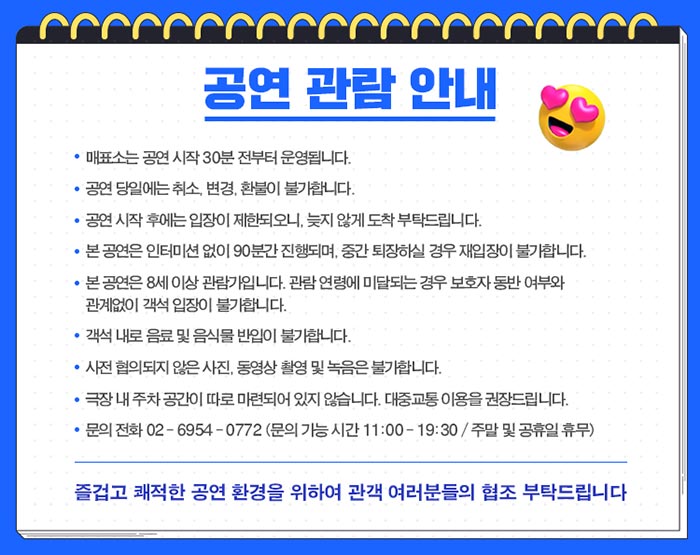 공연 관람 안내
• 매표소는 공연 시작 30분 전부터 운영됩니다.
• 공연 당일에는 취소, 변경, 환불이 불가합니다.
• 공연 시작 후에는 입장이 제한되오니, 늦지 않게 도착 부탁드립니다.
• 본 공연은 인터미션 없이 90분간 진행되며, 중간 퇴장하실 경우 재입장이 불가합니다.
• 본 공연은 8세 이상 관람가입니다. 관람 연령에 미달되는 경우 보호자 동반 여부와
관계없이 객석 입장이 불가합니다.
• 객석 내로 음료 및 음식물 반입이 불가합니다.
• 사전 협의되지 않은 사진, 동영상 촬영 및 녹음은 불가합니다.
• 극장 내 주차 공간이 따로 마련되어 있지 않습니다. 대중교통 이용을 권장드립니다.
• 문의 전화 02 - 6954 - 0772 (문의 가능 시간 11:00 - 19:30 / 주말 및 공휴일 휴무)
즐겁고 쾌적한 공연 환경을 위하여 관객 여러분들의 협조 부탁드립니다